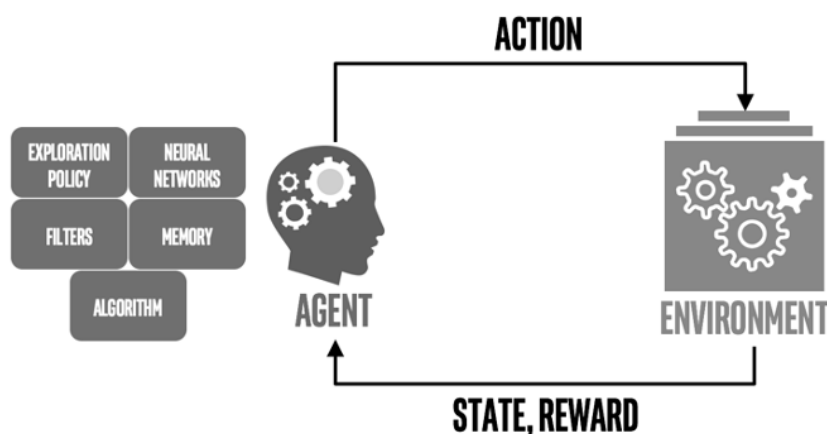 ACTION
EXPLORATION
POLICY
NEURAL
NETWORKS
FILTERS
MEMORY
ALGORITHM
AGENT
ENVIRONMENT
STATE, REWARD